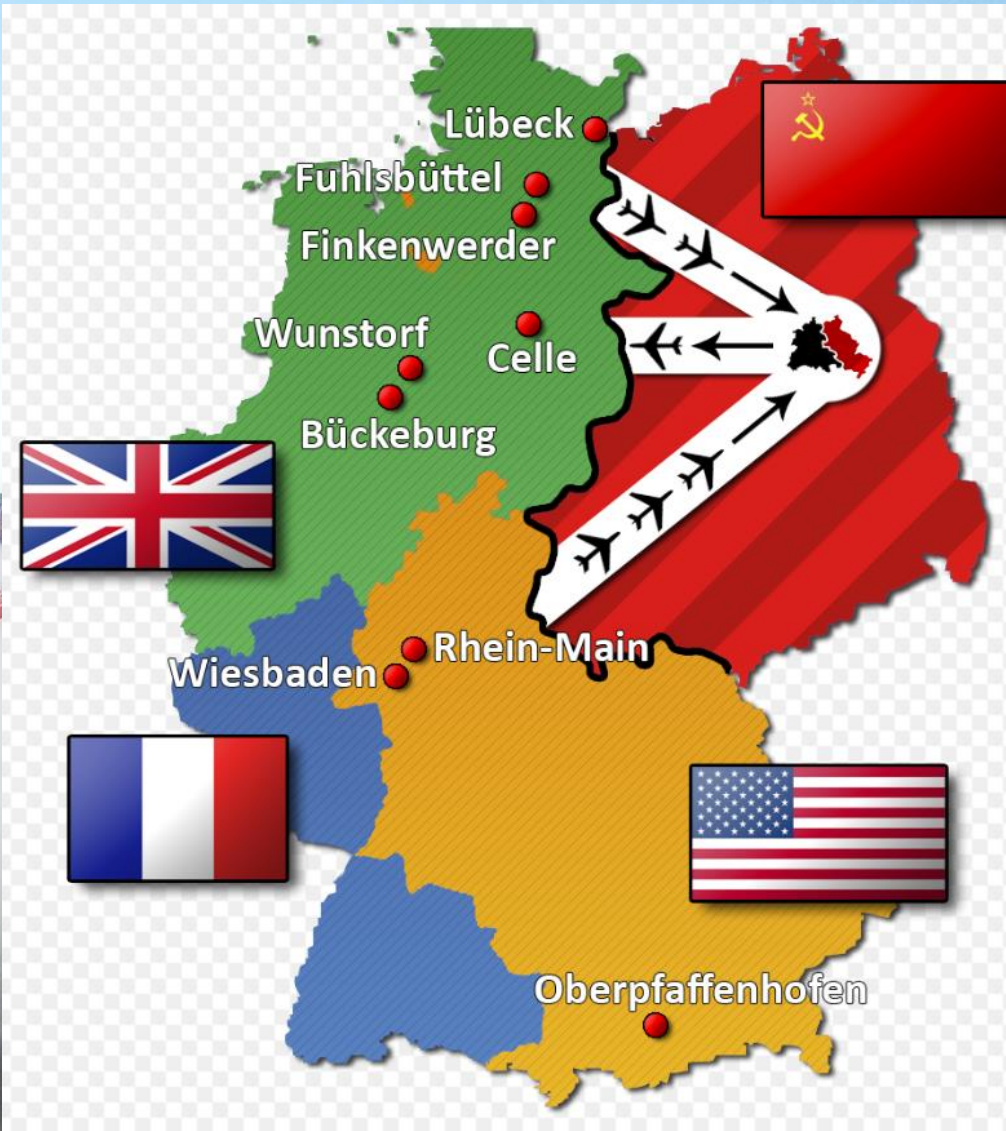 Lübeck
Fuhlsbüttel
Finkenwerder
Wunstorf
Celle
Bückeburg
Rhein-Main
Wiesbaden
Oberpfaffenhofen